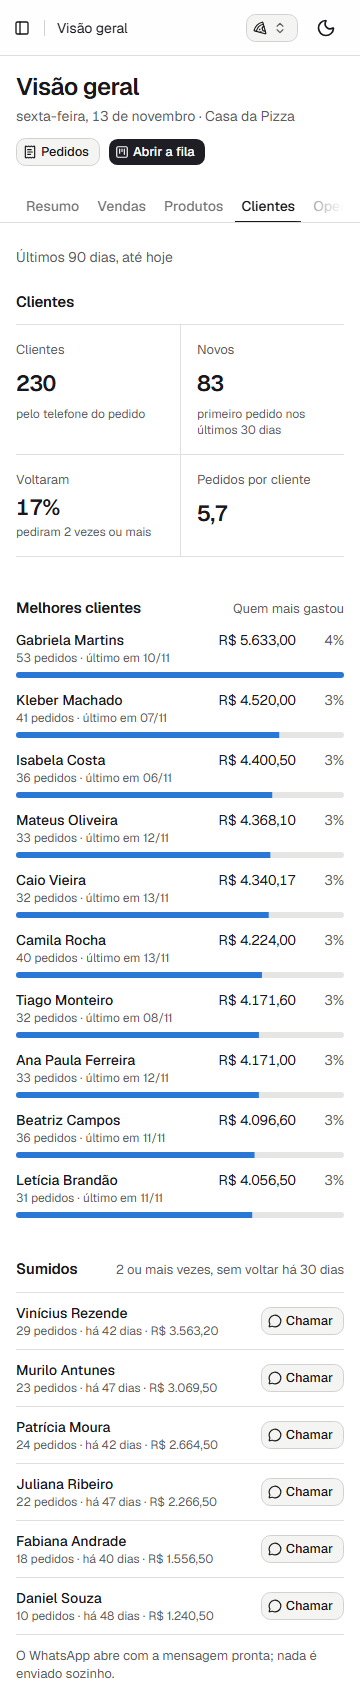 Visão geral
Visão geral
sexta-feira, 13 de novembro · Casa da Pizza
Pedidos
Abrir a fila
Resumo Vendas Produtos Clientes Ope
Últimos 90 dias, até hoje
Clientes
Clientes
230
pelo telefone do pedido
Novos
83
primeiro pedido nos
últimos 30 dias
Voltaram
17%
pediram 2 vezes ou mais
Pedidos por cliente
5,7
Melhores clientes Quem mais gastou
Gabriela Martins R$ 5.633,00 4%
53 pedidos · último em 10/11
Kleber Machado R$ 4.520,00 3%
41 pedidos · último em 07/11
Isabela Costa R$ 4.400,50 3%
36 pedidos · último em 06/11
Mateus Oliveira R$ 4.368,10 3%
33 pedidos · último em 12/11
Caio Vieira R$ 4.340,17 3%
32 pedidos · último em 13/11
Camila Rocha R$ 4.224,00 3%
40 pedidos · último em 13/11
Tiago Monteiro R$ 4.171,60 3%
32 pedidos · último em 08/11
Ana Paula Ferreira R$ 4.171,00 3%
33 pedidos · último em 12/11
Beatriz Campos R$ 4.096,60 3%
36 pedidos · último em 11/11
Letícia Brandão R$ 4.056,50 3%
31 pedidos · último em 11/11
Sumidos 2 ou mais vezes, sem voltar há 30 dias
Vinícius Rezende
29 pedidos · há 42 dias · R$ 3.563,20
Chamar
Murilo Antunes
23 pedidos · há 47 dias · R$ 3.069,50
Chamar
Patrícia Moura
24 pedidos · há 42 dias · R$ 2.664,50
Chamar
Juliana Ribeiro
22 pedidos · há 47 dias · R$ 2.266,50
Chamar
Fabiana Andrade
18 pedidos · há 40 dias · R$ 1.556,50
Chamar
Daniel Souza
10 pedidos · há 48 dias · R$ 1.240,50
Chamar
O WhatsApp abre com a mensagem pronta; nada é
enviado sozinho.